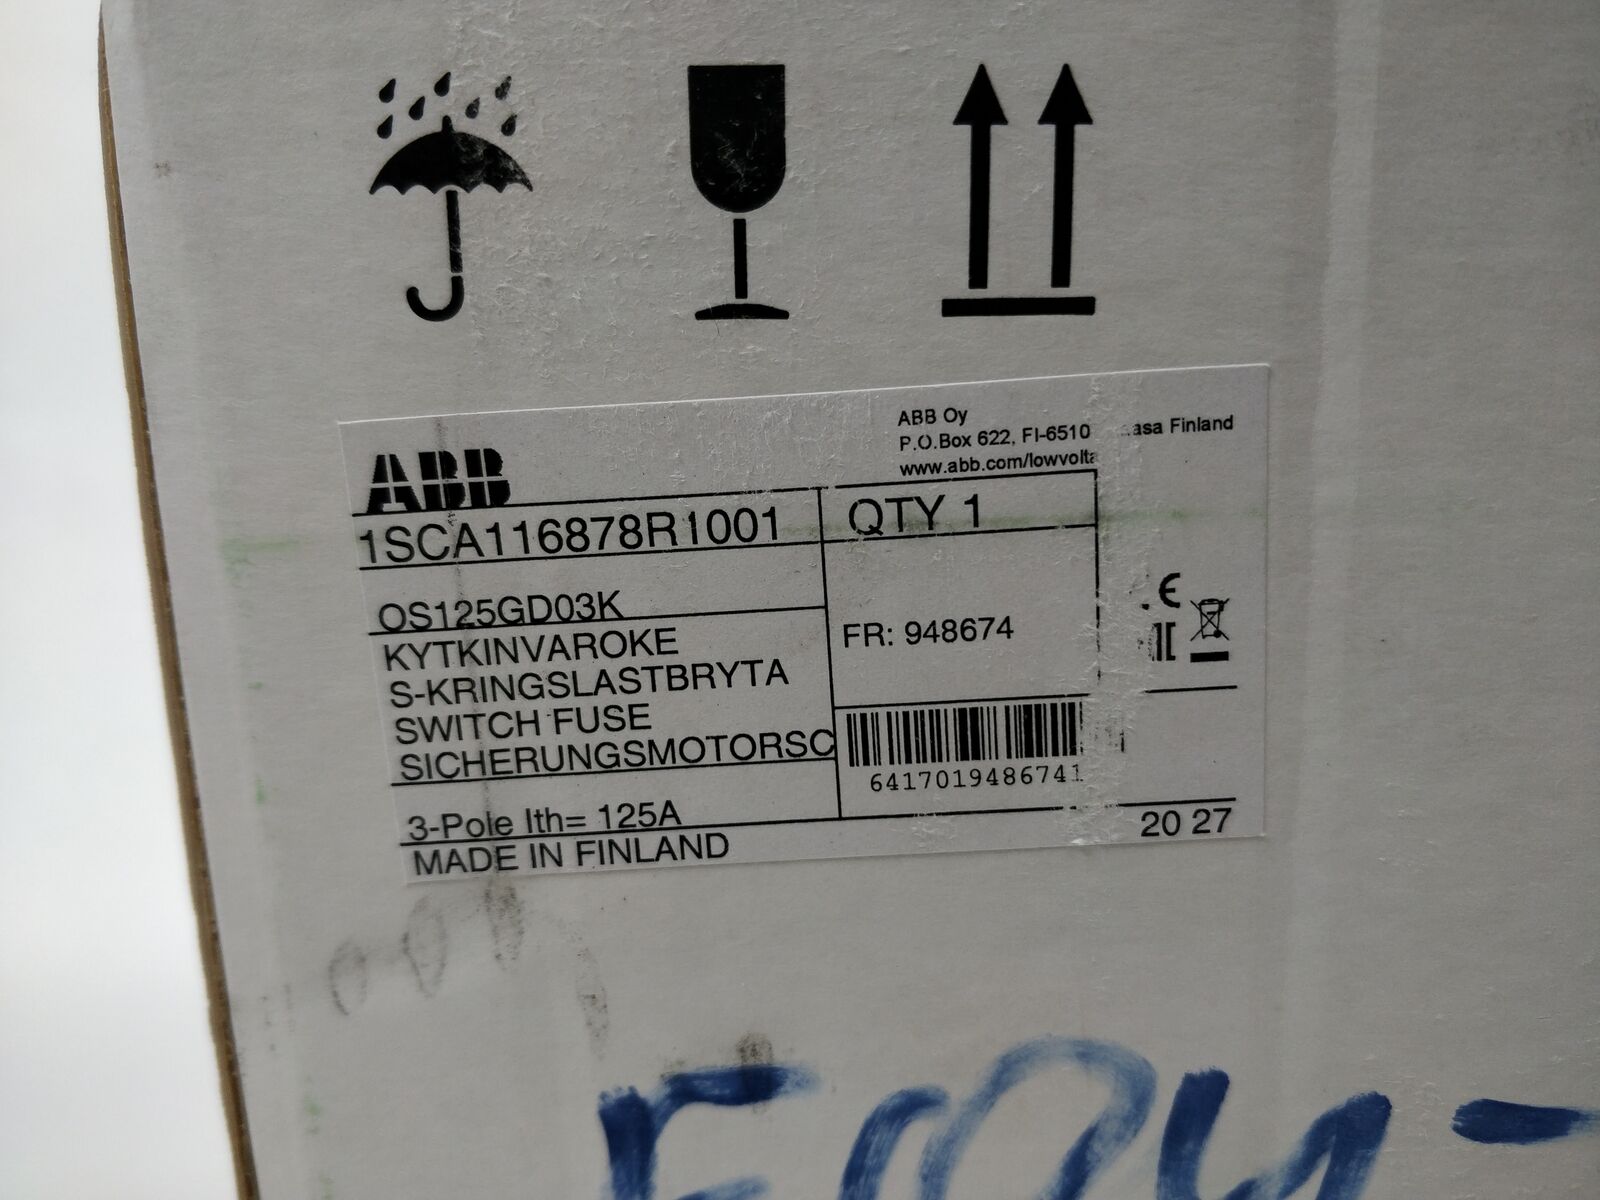 ABB Oy
P.O.Box 622, FI-6510 asa Finland
www.abb.com/lowvolta
ABB
1SCA116878R1001 QTY 1
OS125GD03K
KYTKINVAROKE
S-KRINGSLASTBRYTA
SWITCH FUSE
SICHERUNGSMOTORSC
FR: 948674
CE
6417019486741
3-Pole Ith= 125A
MADE IN FINLAND
20 27